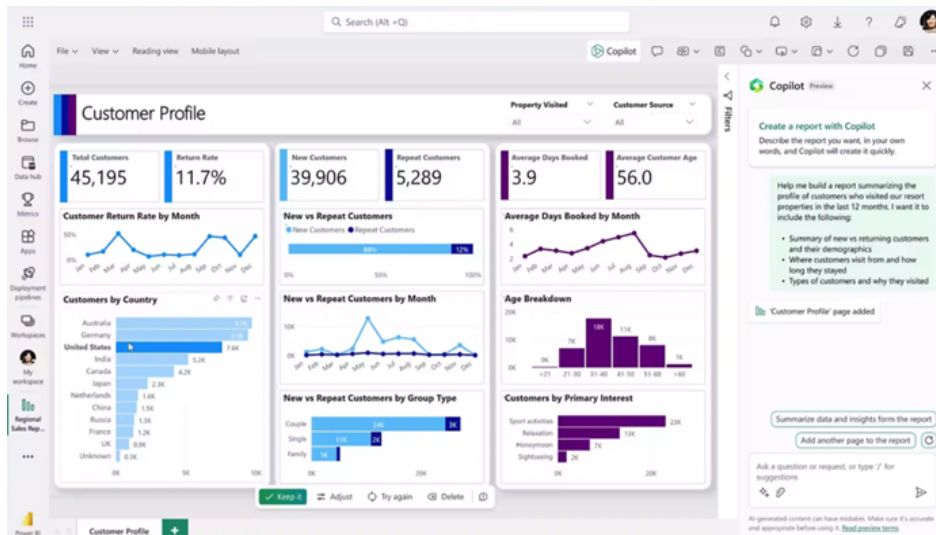 Search (Alt +Q)
Home
Create
Browse
Data hub
Metrics
Apps
Deployment
pipelines
Workspaces
My
workspace
Regional
Sales Rep...
Power BI
File
View
Reading view
Mobile layout
Copilot
Customer Profile
Property Visited
All
Customer Source
All
Total Customers
45,195
Return Rate
11.7%
New Customers
39,906
Repeat Customers
5,289
Average Days Booked
3.9
Average Customer Age
56.0
Customer Return Rate by Month
50%
0%
Jan Feb Mar Apr May Jun Jul Aug Sep Oct Nov Dec
New vs Repeat Customers
New Customers Repeat Customers
88% 12%
0% 50% 100%
Average Days Booked by Month
6
4
2
Jan Feb Mar Apr May Jun Jul Aug Sep Oct Nov Dec
Customers by Country
Australia
Germany
United States 7.6K
India 5.2K
Canada 4.2K
Japan 2.3K
Netherlands 1.6K
China 1.5K
Russia 1.3K
France 1.2K
UK 0.9K
Unknown 0.3K
0K 5K 10K
New vs Repeat Customers by Month
10K
0K
Jan Feb Mar Apr May Jun Jul Aug Sep Oct Nov Dec
Age Breakdown
20K
10K
0K
0K 7K 18K 11K 8K 1K
<21 21-30 31-40 41-50 51-60 >60
New vs Repeat Customers by Group Type
Couple 24K 3K
Single 11K 2K
Family 5K
0K 20K
Customers by Primary Interest
Sport activities 23K
Relaxation 13K
Honeymoon 7K
Sightseeing 2K
0K 20K
Keep it
Adjust
Try again
Delete
Customer Profile
+
Filters
Copilot Preview
Create a report with Copilot
Describe the report you want, in your own
words, and Copilot will create it quickly.
Help me build a report summarizing the
profile of customers who visited our resort
properties in the last 12 months. I want it to
include the following:
• Summary of new vs returning customers
and their demographics
• Where customers visit from and how
long they stayed
• Types of customers and why they visited
'Customer Profile' page added
Summarize data and insights form the report
Add another page to the report
Ask a question or request, or type '/' for
suggestions
AI-generated content can have mistakes. Make sure it's accurate
and appropriate before using it. Read preview terms